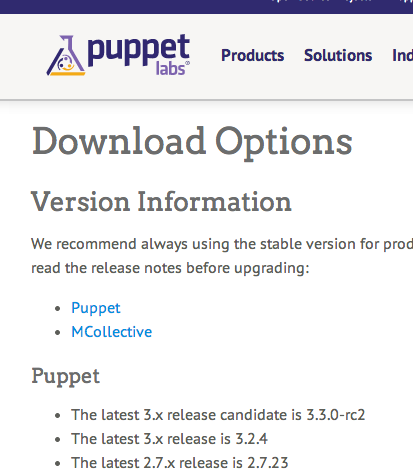 puppet
labs®
Products Solutions
Download Options
Version Information
We recommend always using the stable version for
read the release notes before upgrading:
• Puppet
• MCollective
Puppet
• The latest 3.x release candidate is 3.3.0-rc2
• The latest 3.x release is 3.2.4
• The latest 2.7.x release is 2.7.23